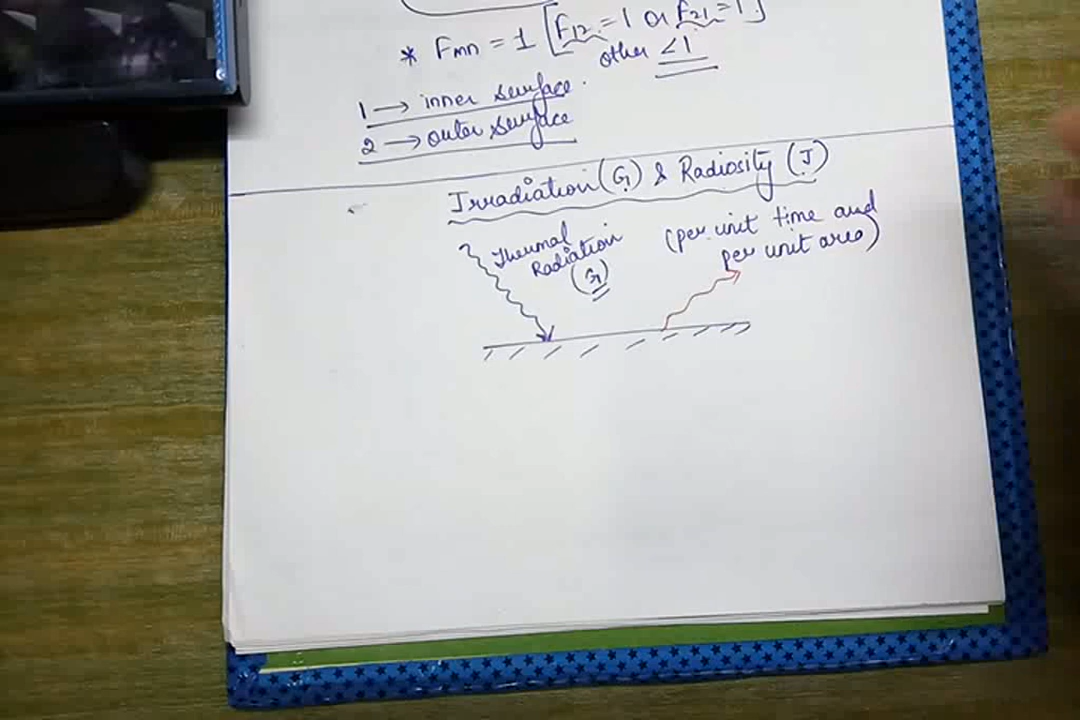 * Fmn = 1 [F12 = 1 or F21 = 1]
other < 1
1 → inner surface
2 → outer surface
Irradiation (G) & Radiosity (J)
Thermal
Radiation
(G)
(per unit time and
per unit area)